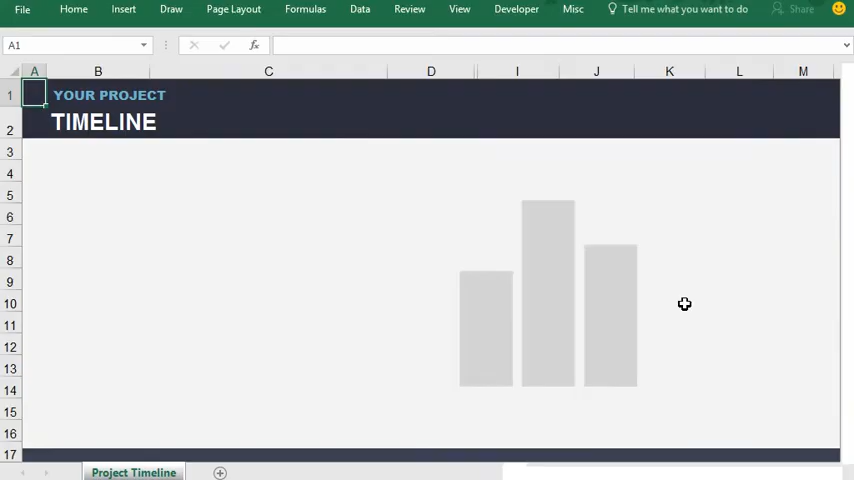 File Home Insert Draw Page Layout Formulas Data Review View Developer Misc Tell me what you want to do Share
A1 fx
A B C D I J K L M
1 YOUR PROJECT
2 TIMELINE
3
4
5
6
7
8
9
10
11
12
13
14
15
16
17
Project Timeline